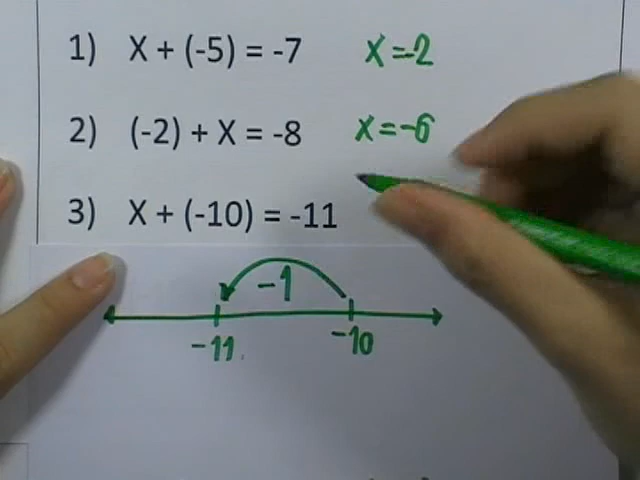 1) X + (-5) = -7 X = -2
2) (-2) + X = -8 X = -6
3) X + (-10) = -11
-1
-11 -10